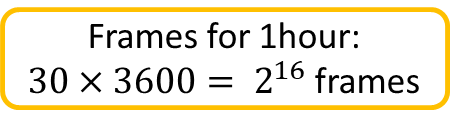 Frames for 1hour:
30 × 3600 = 2¹⁶ frames